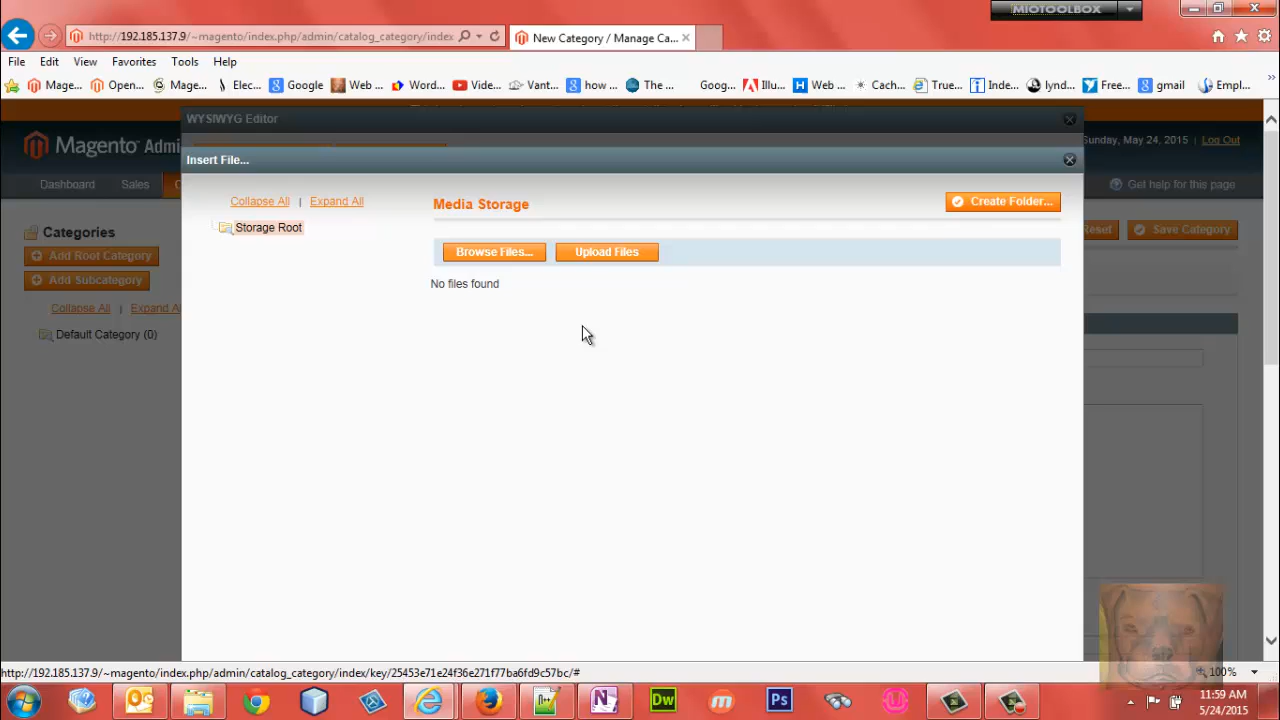 MIOTOOLBOX
http://192.185.137.9/~magento/index.php/admin/catalog_category/index
New Category / Manage Ca...
File Edit View Favorites Tools Help
Mage... Open... Mage... Elec... Google Web ... Word... Vide... Vant... how ... The ... Goog... Illu... Web ... Cach... True... Inde... lynd... Free... gmail Empl...
WYSIWYG Editor
Magento Admi
Sunday, May 24, 2015 | Log Out
Insert File...
Dashboard Sales C
Get help for this page
Collapse All | Expand All
Media Storage
Create Folder...
Storage Root
Categories
Reset Save Category
Add Root Category
Browse Files... Upload Files
Add Subcategory
No files found
Collapse All | Expand Al
Default Category (0)
http://192.185.137.9/~magento/index.php/admin/catalog_category/index/key/25453e71e24f36e271f77ba6fd9c57bc/#
100%
Dw
Ps
11:59 AM
5/24/2015